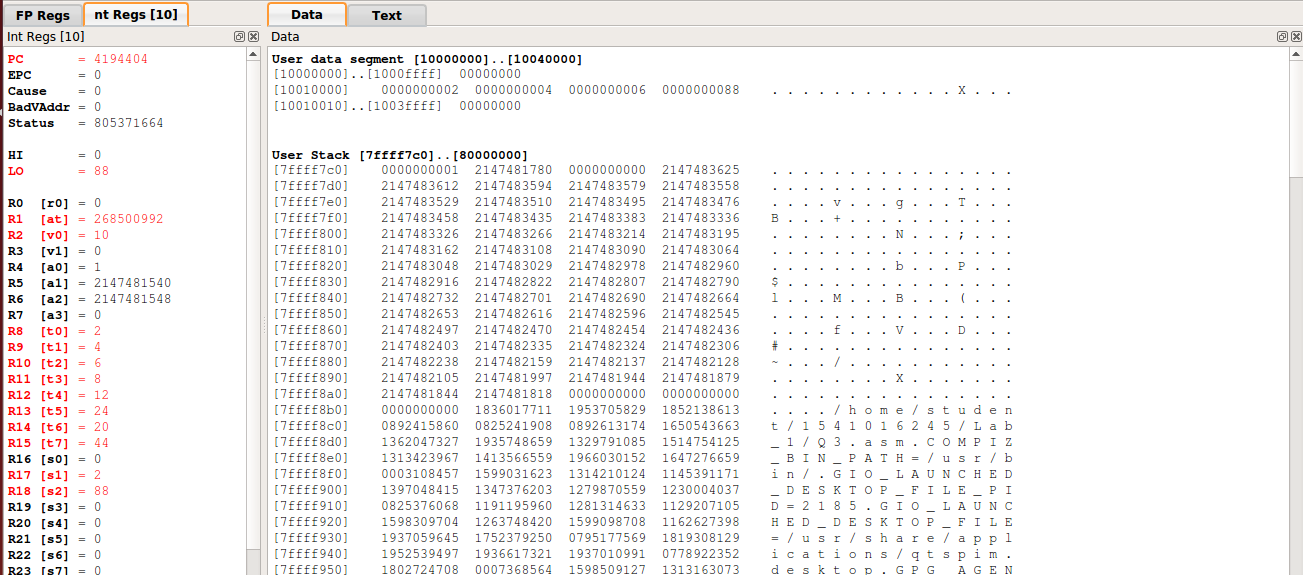 FP Regs nt Regs [10] Data Text
Int Regs [10]
PC = 4194404
EPC = 0
Cause = 0
BadVAddr = 0
Status = 805371664
HI = 0
LO = 88
R0 [r0] = 0
R1 [at] = 268500992
R2 [v0] = 10
R3 [v1] = 0
R4 [a0] = 1
R5 [a1] = 2147481540
R6 [a2] = 2147481548
R7 [a3] = 0
R8 [t0] = 2
R9 [t1] = 4
R10 [t2] = 6
R11 [t3] = 8
R12 [t4] = 12
R13 [t5] = 24
R14 [t6] = 20
R15 [t7] = 44
R16 [s0] = 0
R17 [s1] = 2
R18 [s2] = 88
R19 [s3] = 0
R20 [s4] = 0
R21 [s5] = 0
R22 [s6] = 0
R23 [s7] = 0
Data
User data segment [10000000]..[10040000]
[10000000]..[1000ffff] 00000000
[10010000] 0000000002 0000000004 0000000006 0000000088 . . . . . . . . . . . . X . . .
[10010010]..[1003ffff] 00000000
User Stack [7ffff7c0]..[80000000]
[7ffff7c0] 0000000001 2147481780 0000000000 2147483625 . . . . . . . . . . . . . . . .
[7ffff7d0] 2147483612 2147483594 2147483579 2147483558 . . . . . . . . . . . . . . . .
[7ffff7e0] 2147483529 2147483510 2147483495 2147483476 . . . . v . . . g . . . T . . .
[7ffff7f0] 2147483458 2147483435 2147483383 2147483336 B . . . + . . . . . . . . . . .
[7ffff800] 2147483326 2147483266 2147483214 2147483195 . . . . . . . . N . . . ; . . .
[7ffff810] 2147483162 2147483108 2147483090 2147483064 . . . . . . . . . . . . . . . .
[7ffff820] 2147483048 2147483029 2147482978 2147482960 . . . . . . . . b . . . P . . .
[7ffff830] 2147482916 2147482822 2147482807 2147482790 $ . . . . . . . . . . . . . . .
[7ffff840] 2147482732 2147482701 2147482690 2147482664 l . . . M . . . B . . . ( . . .
[7ffff850] 2147482653 2147482616 2147482596 2147482545 . . . . . . . . . . . . . . . .
[7ffff860] 2147482497 2147482470 2147482454 2147482436 . . . . f . . . V . . . D . . .
[7ffff870] 2147482403 2147482335 2147482324 2147482306 # . . . . . . . . . . . . . . .
[7ffff880] 2147482238 2147482159 2147482137 2147482128 ~ . . . / . . . . . . . . . . .
[7ffff890] 2147482105 2147481997 2147481944 2147481879 . . . . . . . . X . . . . . . .
[7ffff8a0] 2147481844 2147481818 0000000000 0000000000 . . . . . . . . . . . . . . . .
[7ffff8b0] 0000000000 1836017711 1953705829 1852138613 . . . . / h o m e / s t u d e n
[7ffff8c0] 0892415860 0825241908 0892613174 1650543663 t / 1 5 4 1 0 1 6 2 4 5 / L a b
[7ffff8d0] 1362047327 1935748659 1329791085 1514754125 _ 1 / Q 3 . a s m . C O M P I Z
[7ffff8e0] 1313423967 1413566559 1966030152 1647276659 _ B I N _ P A T H = / u s r / b
[7ffff8f0] 0003108457 1599031623 1314210124 1145391171 i n / . G I O _ L A U N C H E D
[7ffff900] 1397048415 1347376203 1279870559 1230004037 _ D E S K T O P _ F I L E _ P I
[7ffff910] 0825376068 1191195960 1281314633 1129207105 D = 2 1 8 5 . G I O _ L A U N C
[7ffff920] 1598309704 1263748420 1599098708 1162627398 H E D _ D E S K T O P _ F I L E
[7ffff930] 1937059645 1752379250 0795177569 1819308129 = / u s r / s h a r e / a p p l
[7ffff940] 1952539497 1936617321 1937010991 0778922352 i c a t i o n s / q t s p i m .
[7ffff950] 1802724708 0007368564 1598509127 1313163073 d e s k t o p . G P G _ A G E N